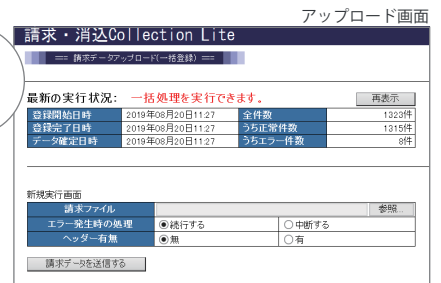 アップロード画面
請求・消込Collection Lite
== 請求データアップロード(一括登録) ==
最新の実行状況: 一括処理を実行できます。 再表示
登録開始日時 2019年08月20日11:27 全件数 1323件
登録完了日時 2019年08月20日11:27 うち正常件数 1315件
データ確定日時 2019年08月20日11:27 うちエラー件数 8件
新規実行画面
請求ファイル 参照...
エラー発生時の処理 続行する 中断する
ヘッダー有無 無 有
請求データを送信する